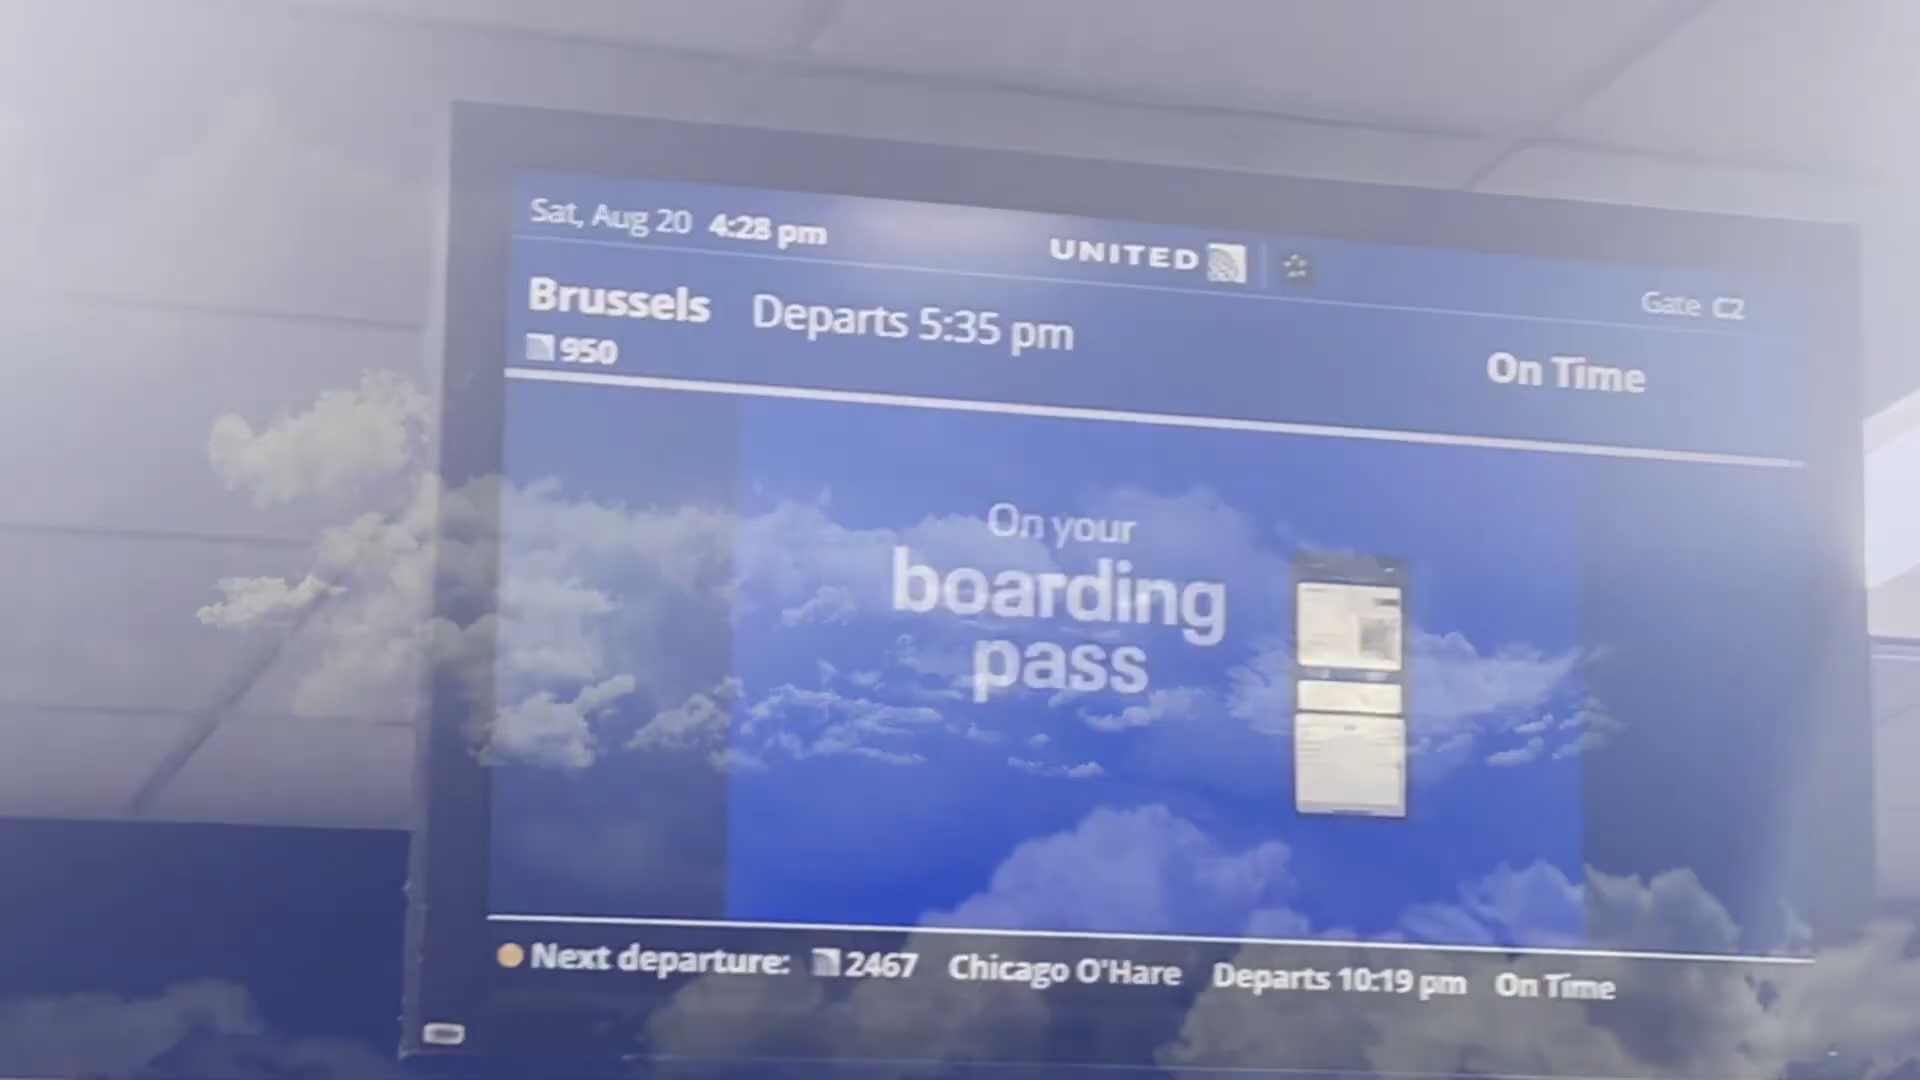 Sat, Aug 20 4:28 pm UNITED Gate C2
Brussels Departs 5:35 pm On Time
950
On your
boarding
pass
Next departure: 2467 Chicago O'Hare Departs 10:19 pm On Time